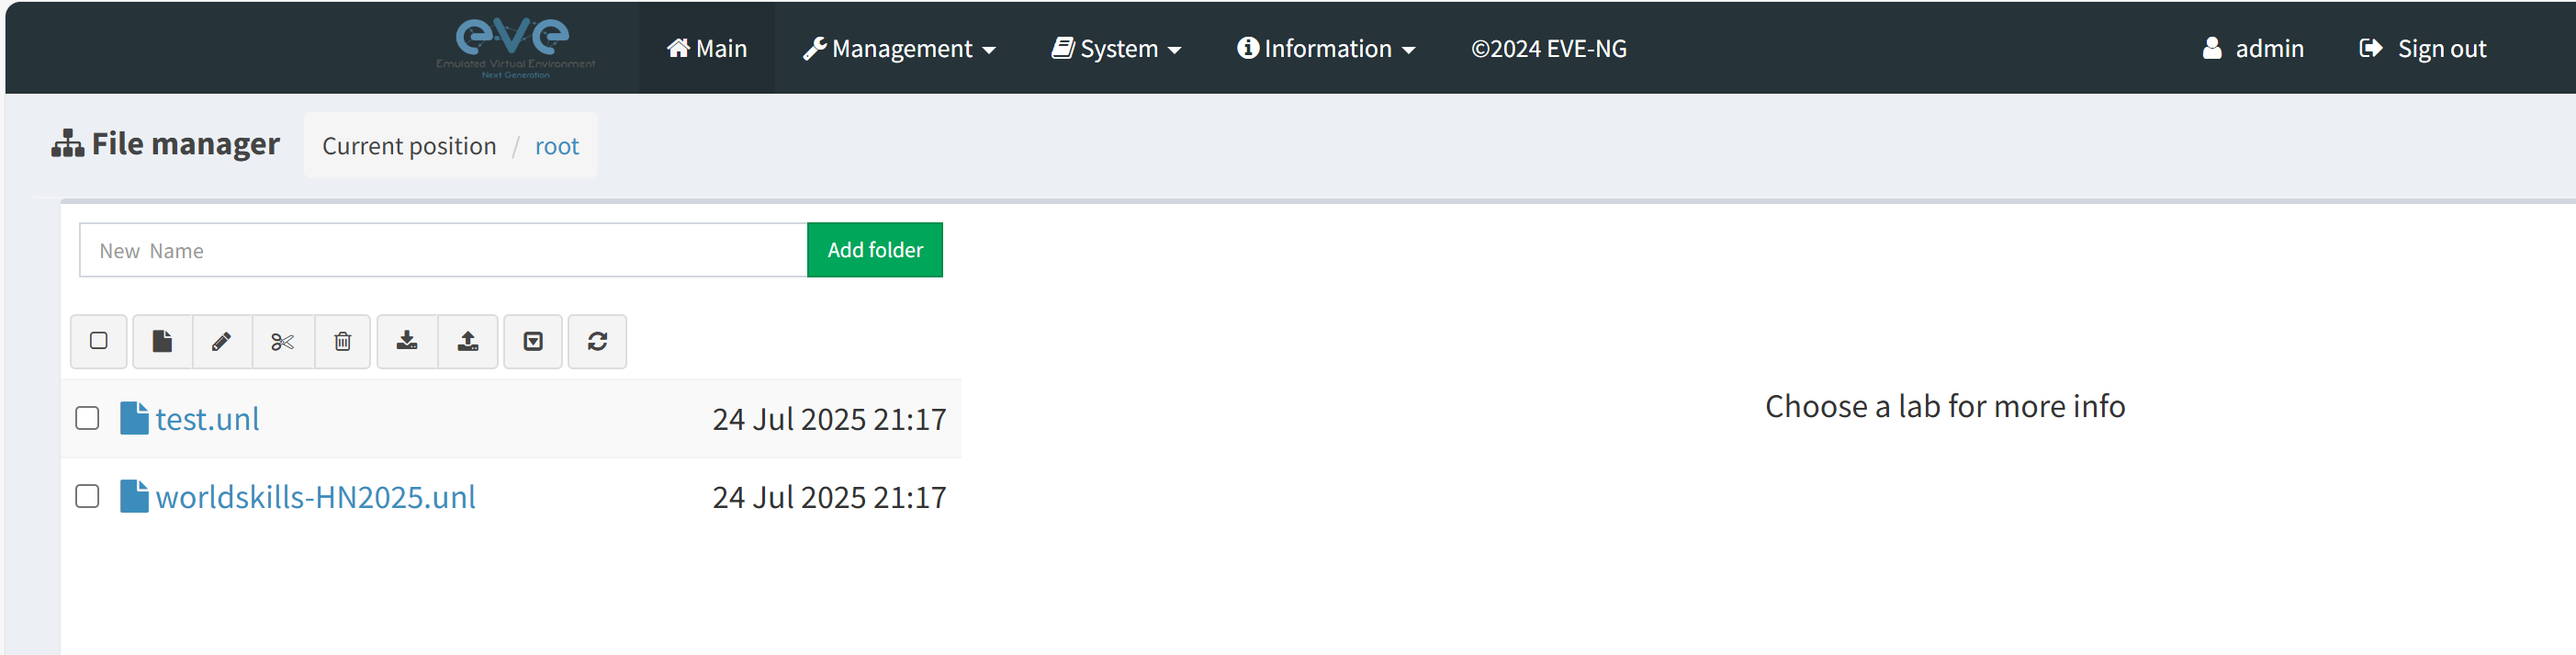 eve
Emulated Virtual Environment
Next Generation
Main
Management
System
Information
©2024 EVE-NG
admin
Sign out
File manager
Current position / root
New Name
Add folder
test.unl 24 Jul 2025 21:17
worldskills-HN2025.unl 24 Jul 2025 21:17
Choose a lab for more info